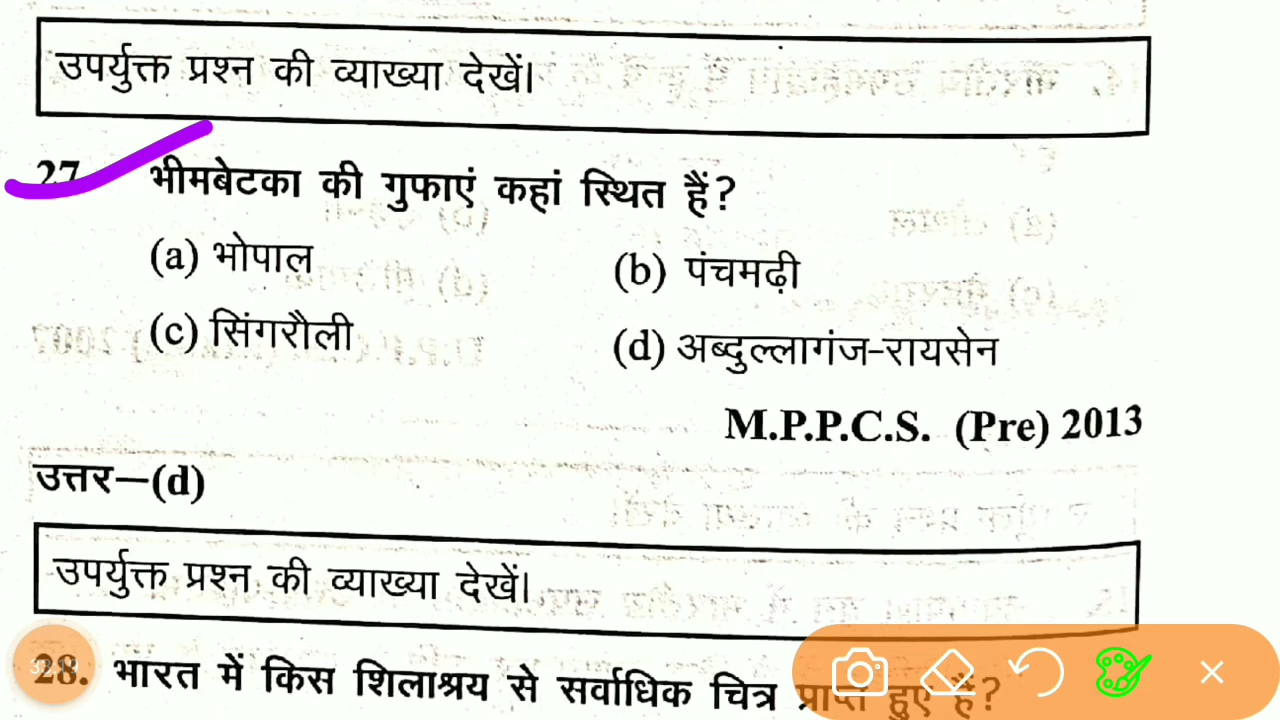 उपर्युक्त प्रश्न की व्याख्या देखें।
27. भीमबेटका की गुफाएं कहां स्थित हैं?
(a) भोपाल (b) पंचमढ़ी
(c) सिंगरौली (d) अब्दुल्लागंज-रायसेन
M.P.P.C.S. (Pre) 2013
उत्तर—(d)
उपर्युक्त प्रश्न की व्याख्या देखें।
28. भारत में किस शिलाश्रय से सर्वाधिक चित्र प्राप्त हुए हैं?